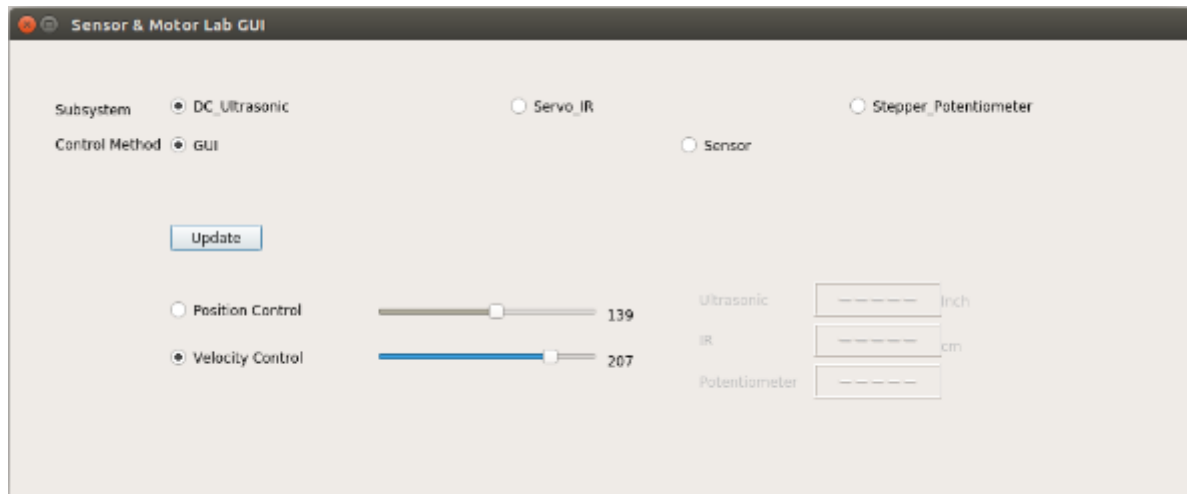 Sensor & Motor Lab GUI
Subsystem DC_Ultrasonic Servo_IR Stepper_Potentiometer
Control Method GUI Sensor
Update
Position Control 139 Ultrasonic ----- inch
Velocity Control 207 IR ----- cm
Potentiometer -----